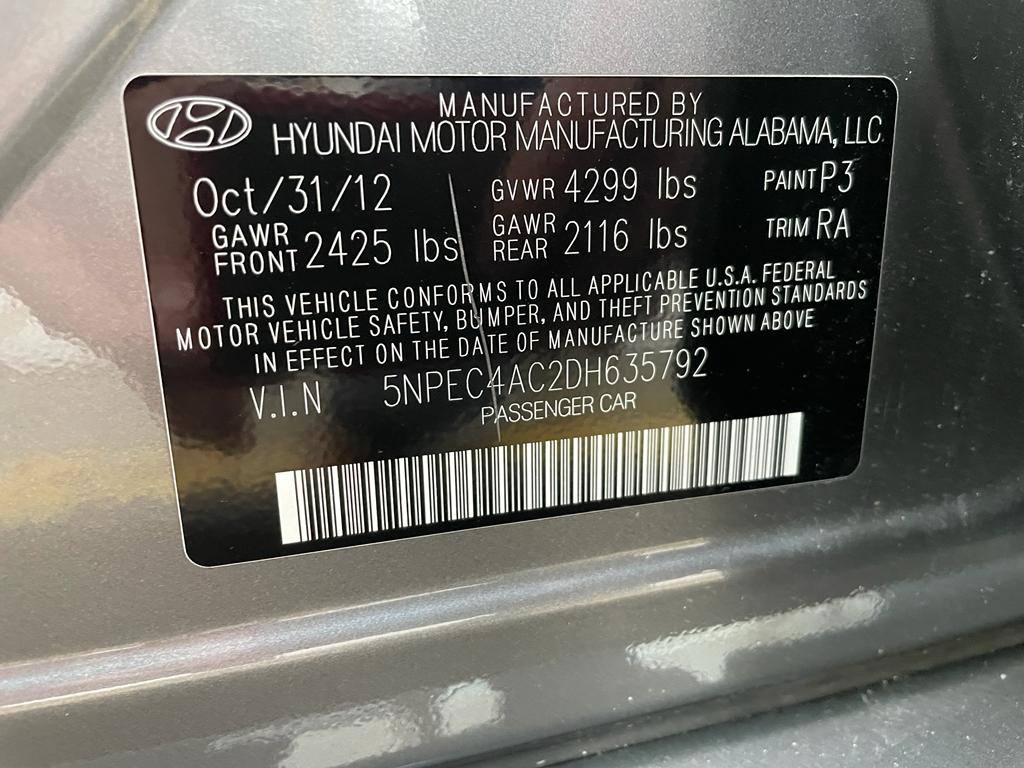 MANUFACTURED BY
HYUNDAI MOTOR MANUFACTURING ALABAMA, LLC
Oct/31/12 GVWR 4299 lbs PAINT P3
GAWR FRONT 2425 lbs GAWR REAR 2116 lbs TRIM RA
THIS VEHICLE CONFORMS TO ALL APPLICABLE U.S.A. FEDERAL
MOTOR VEHICLE SAFETY, BUMPER, AND THEFT PREVENTION STANDARDS
IN EFFECT ON THE DATE OF MANUFACTURE SHOWN ABOVE
V.I.N 5NPEC4AC2DH635792
PASSENGER CAR